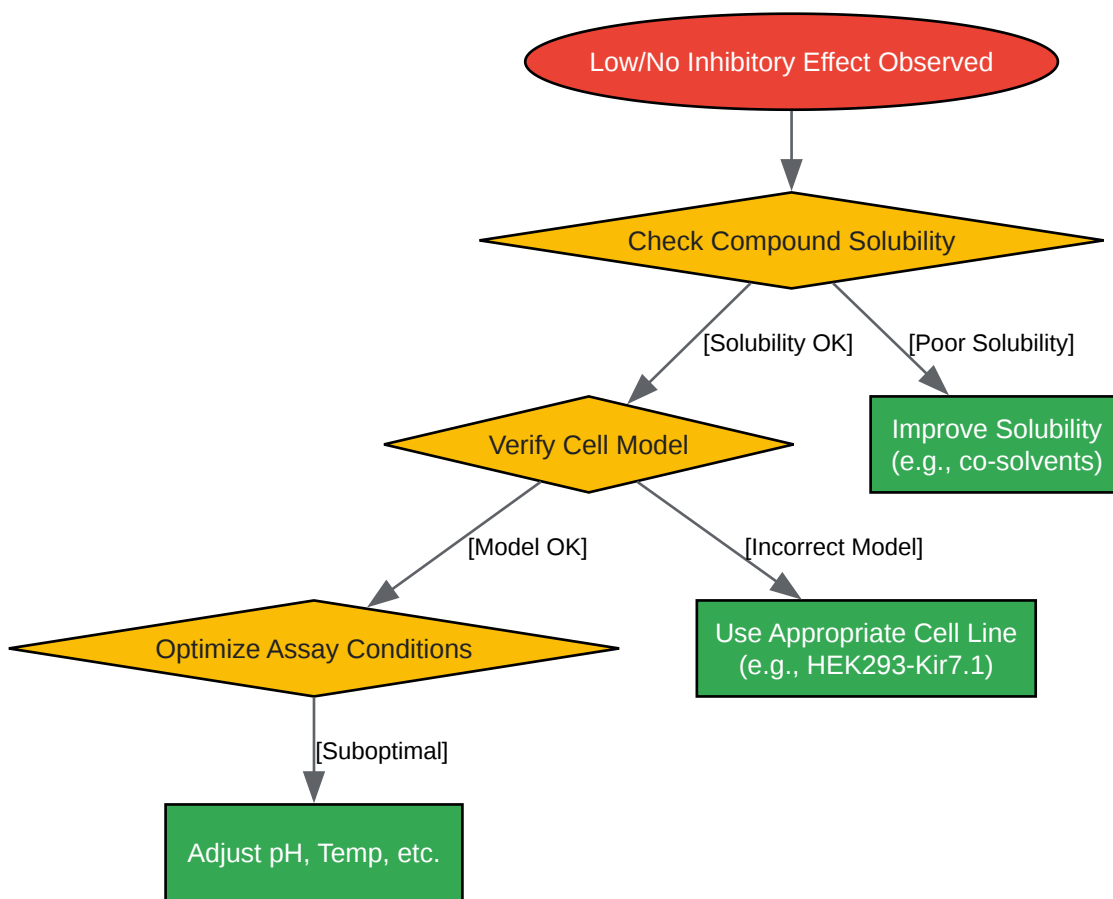 Low/No Inhibitory Effect Observed
Check Compound Solubility
[Solubility OK]
[Poor Solubility]
Verify Cell Model
Improve Solubility
(e.g., co-solvents)
[Model OK]
[Incorrect Model]
Optimize Assay Conditions
Use Appropriate Cell Line
(e.g., HEK293-Kir7.1)
[Suboptimal]
Adjust pH, Temp, etc.